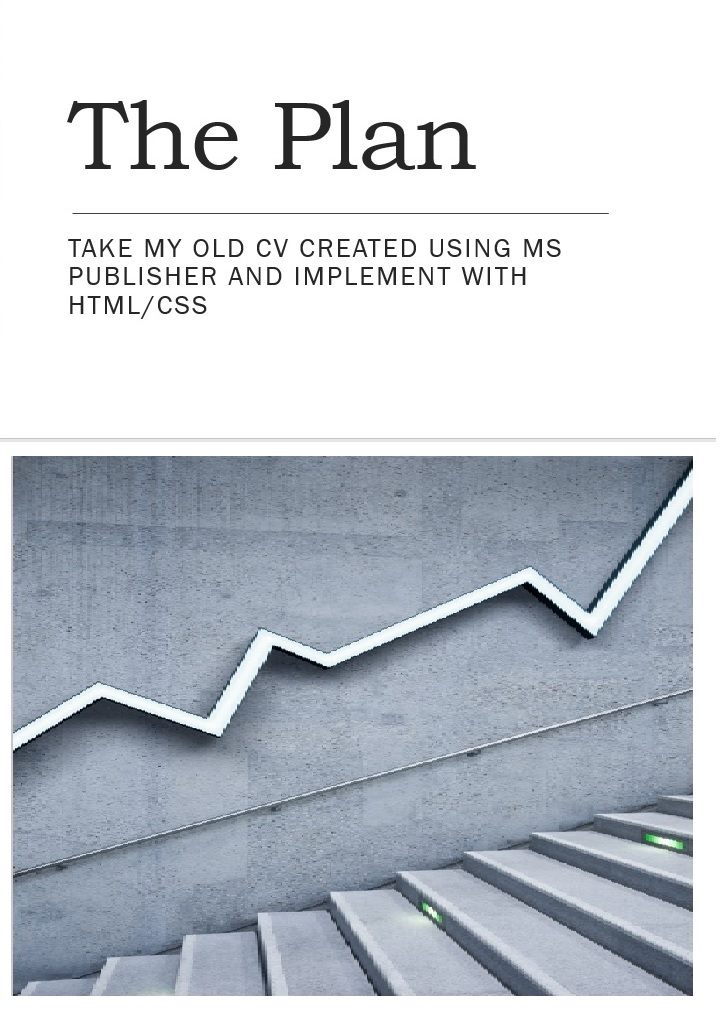 The Plan
TAKE MY OLD CV CREATED USING MS
PUBLISHER AND IMPLEMENT WITH
HTML/CSS